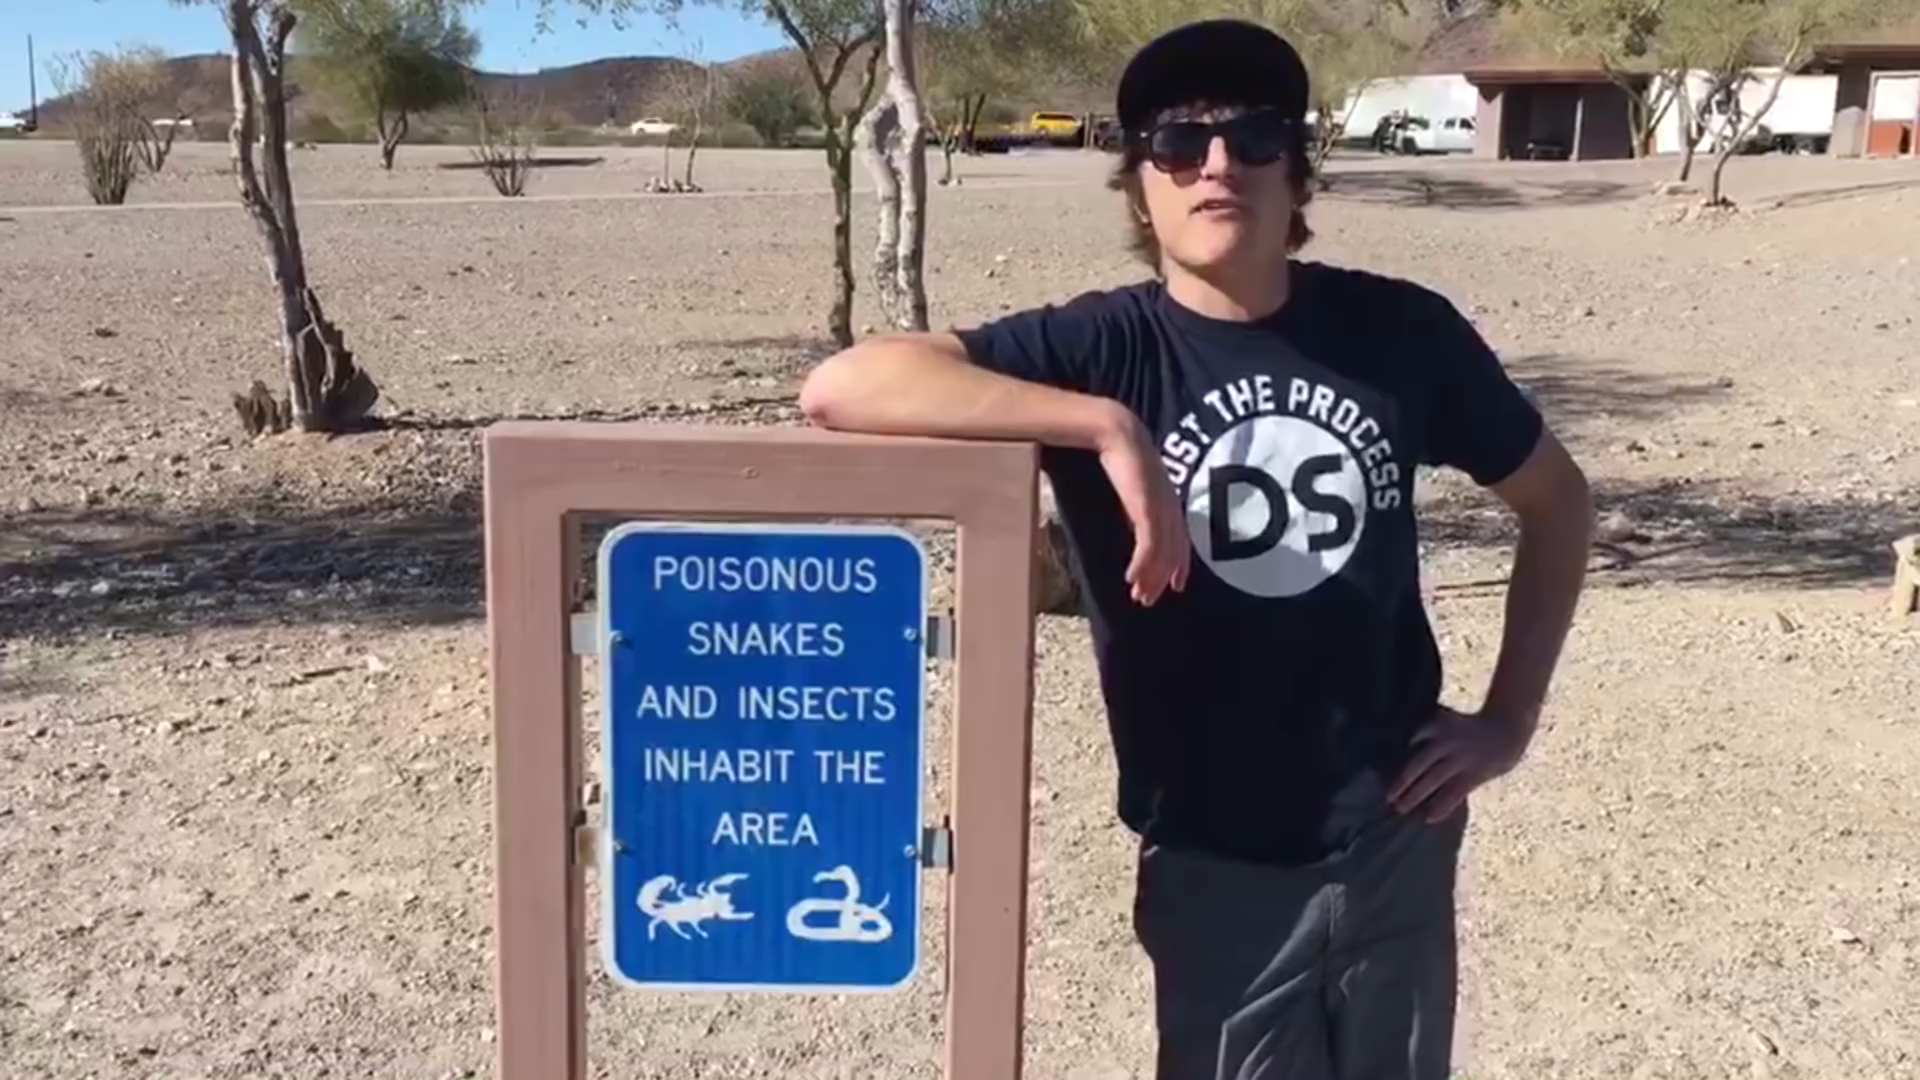 POISONOUS
SNAKES
AND INSECTS
INHABIT THE
AREA
THE PROCESS
DS